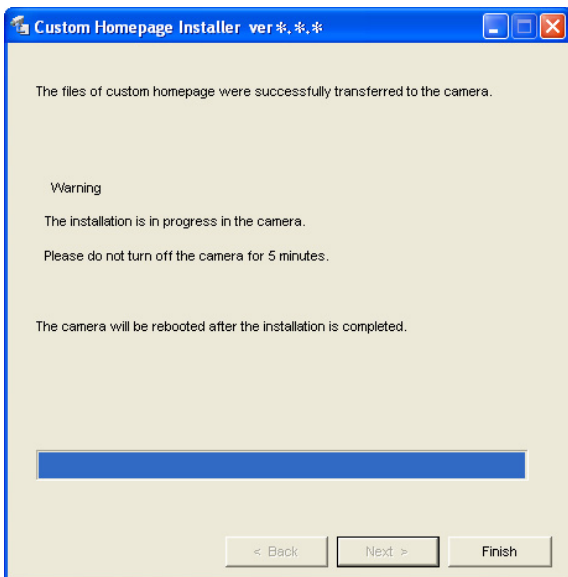 Custom Homepage Installer ver*.*.*
The files of custom homepage were successfully transferred to the camera.
Warning
The installation is in progress in the camera.
Please do not turn off the camera for 5 minutes.
The camera will be rebooted after the installation is completed.
< Back Next > Finish